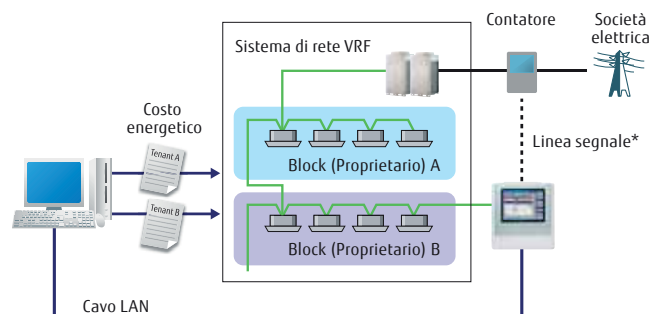 Contatore
Società
elettrica
Sistema di rete VRF
Costo
energetico
Tenant A
Block (Proprietario) A
Linea segnale*
Tenant B
Block (Proprietario) B
Cavo LAN